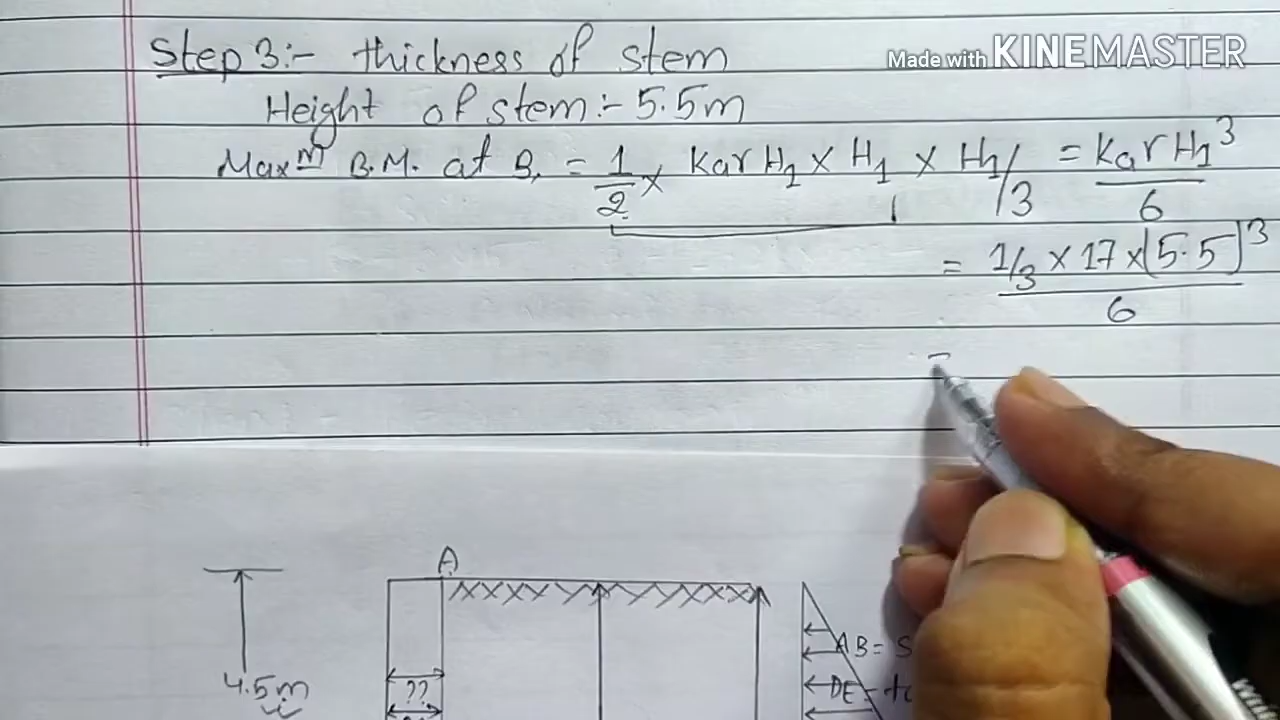 Made with KINEMASTER
Step 3:- thickness of stem
Height of stem:- 5.5m
Maxm B.M. at B, = 1/2 x KarH1 x H1 x H1/3 = KarH1^3/6
= 1/3 x 17 x (5.5)^3/6
A
4.5m
??
AB= S
DE=